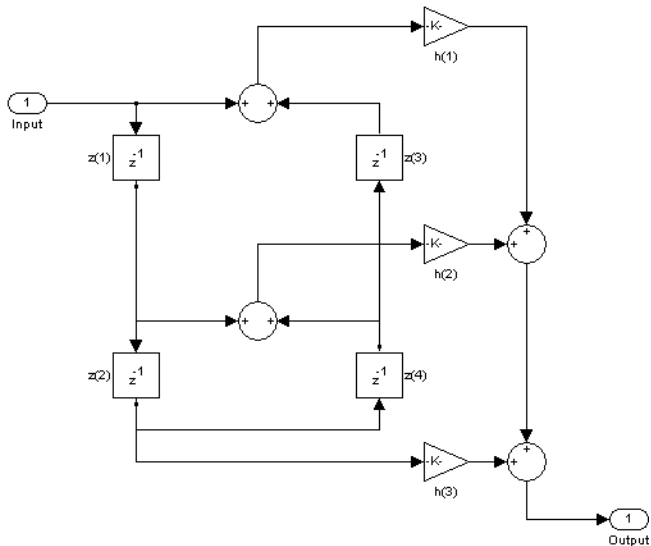 -K-
h(1)
1
Input
+ +
z(1)
z-1
z-1
z(3)
+
+
-K-
h(2)
+ +
z(2)
z-1
z-1
z(4)
+
+
-K-
h(3)
1
Output